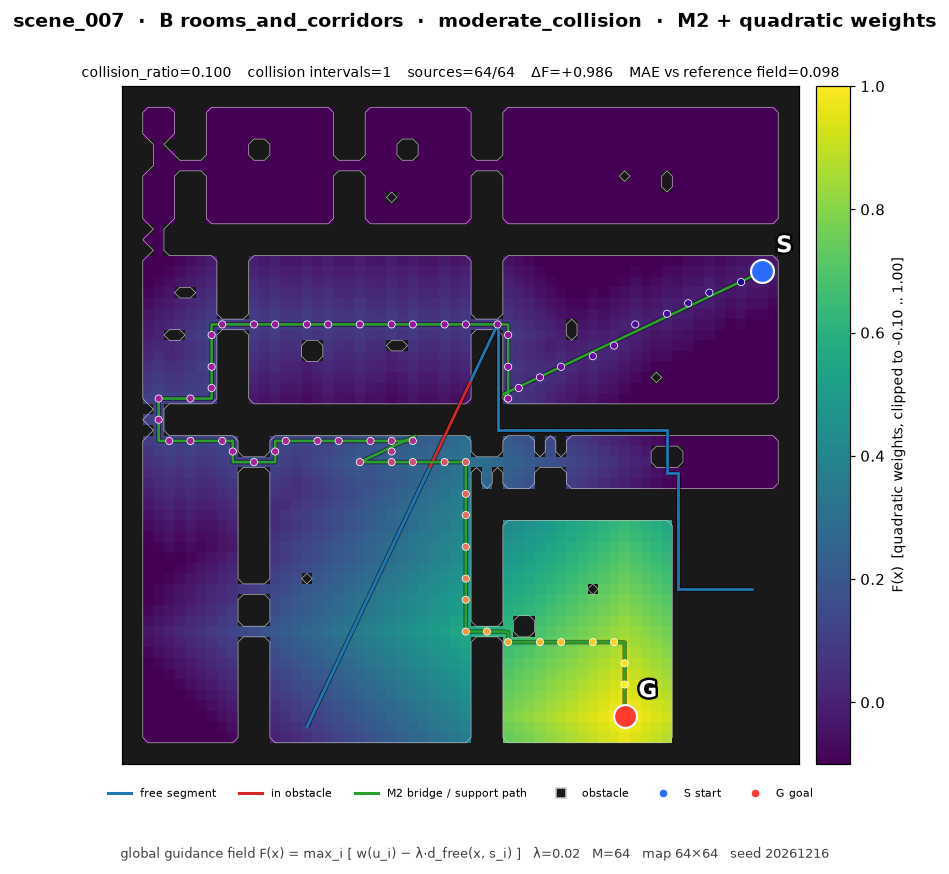 scene_007 · B rooms_and_corridors · moderate_collision · M2 + quadratic weights
collision_ratio=0.100 collision intervals=1 sources=64/64 ΔF=+0.986 MAE vs reference field=0.098
S
G
1.0
0.8
0.6
0.4
0.2
0.0
F(x) [quadratic weights, clipped to -0.10 .. 1.00]
free segment
in obstacle
M2 bridge / support path
obstacle
S start
G goal
global guidance field F(x) = max_i [ w(u_i) − λ·d_free(x, s_i) ] λ=0.02 M=64 map 64×64 seed 20261216